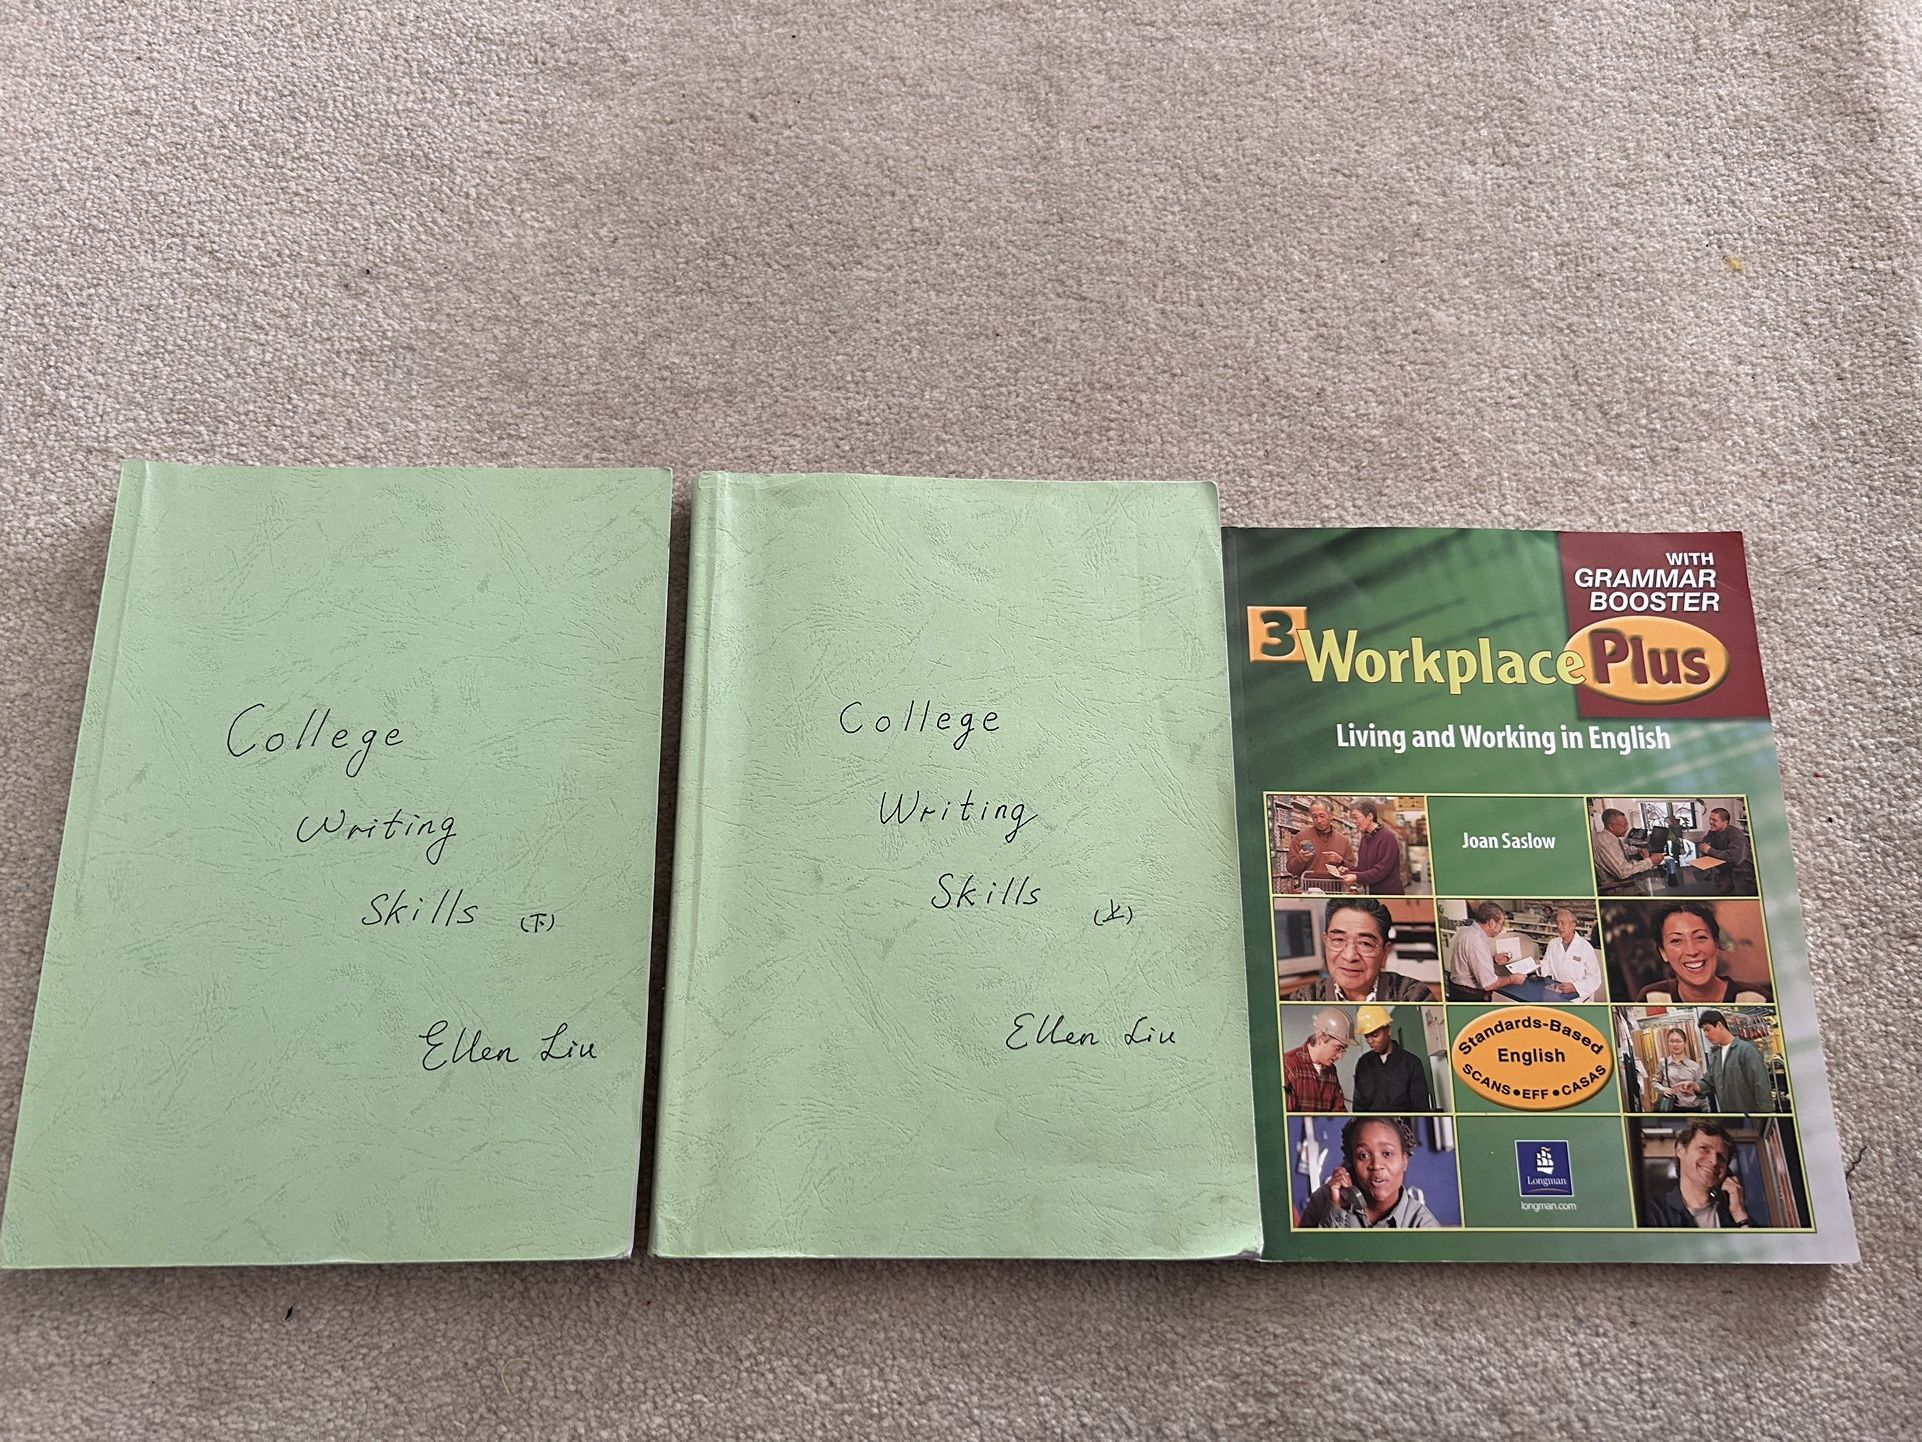 College
Writing
Skills (下)
Ellen Liu
College
Writing
Skills (上)
Ellen Liu
WITH
GRAMMAR
BOOSTER
3 Workplace Plus
Living and Working in English
Joan Saslow
Standards-Based
English
SCANS•EFF•CASAS
Longman
longman.com